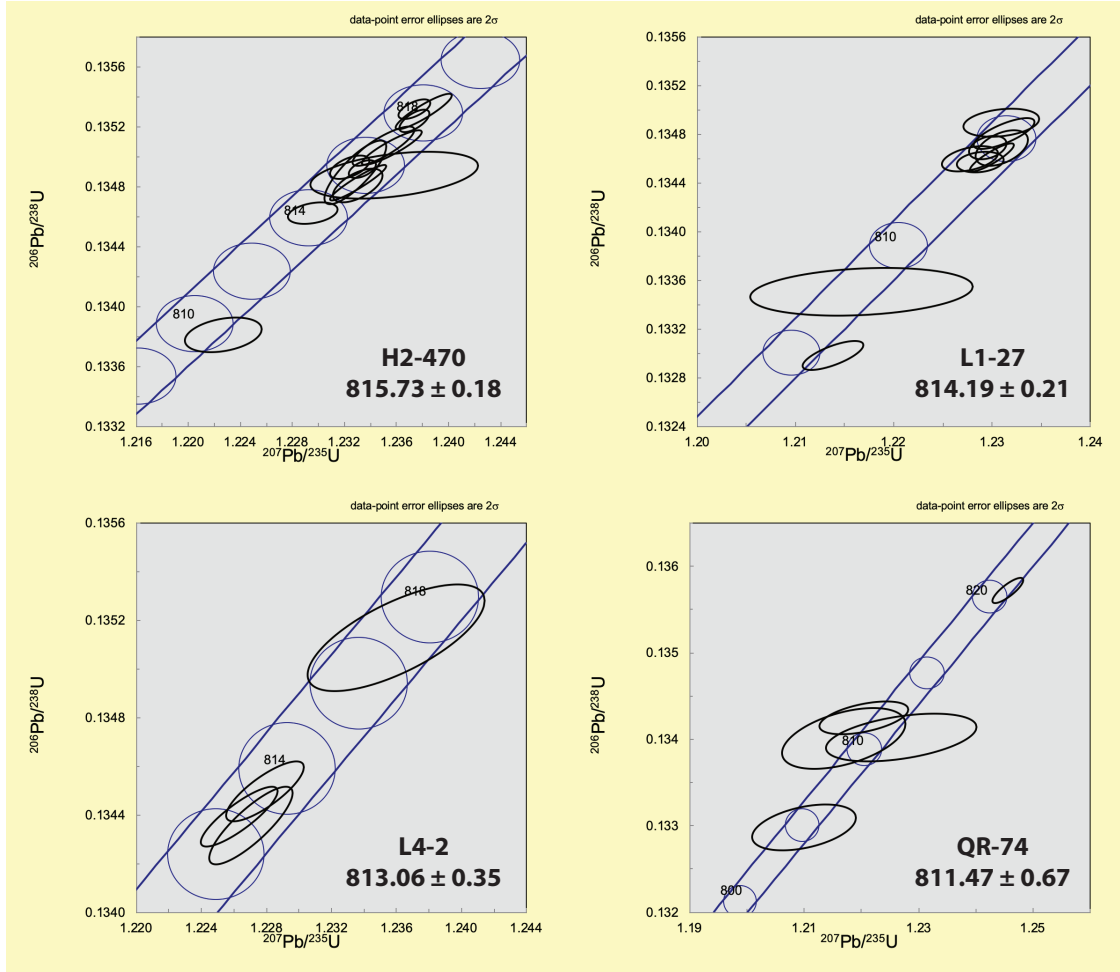 data-point error ellipses are 2σ
0.1356
0.1352
0.1348
0.1344
0.1340
0.1336
0.1332
206Pb/238U
818
814
810
H2-470
815.73 ± 0.18
1.216
1.220
1.224
1.228
1.232
1.236
1.240
1.244
207Pb/235U
data-point error ellipses are 2σ
0.1356
0.1352
0.1348
0.1344
0.1340
0.1336
0.1332
0.1328
0.1324
206Pb/238U
810
L1-27
814.19 ± 0.21
1.20
1.21
1.22
1.23
1.24
207Pb/235U
data-point error ellipses are 2σ
0.1356
0.1352
0.1348
0.1344
0.1340
206Pb/238U
818
814
L4-2
813.06 ± 0.35
1.220
1.224
1.228
1.232
1.236
1.240
1.244
207Pb/235U
data-point error ellipses are 2σ
0.136
0.135
0.134
0.133
0.132
206Pb/238U
820
810
800
QR-74
811.47 ± 0.67
1.19
1.21
1.23
1.25
207Pb/235U